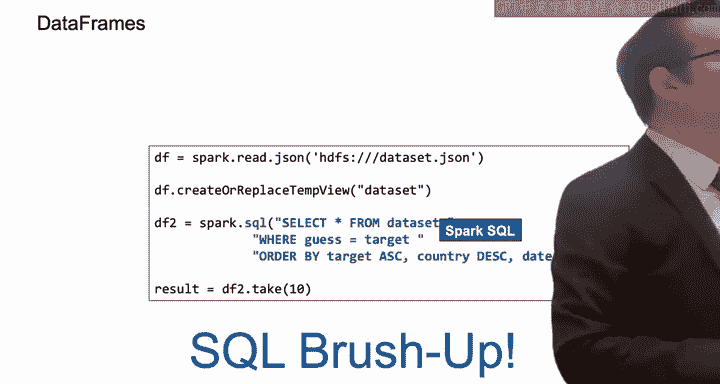 DataFrames
df = spark.read.json('hdfs:///dataset.json')
df.createOrReplaceTempView("dataset")
df2 = spark.sql("SELECT * FROM dataset
Spark SQL
"WHERE guess = target "
"ORDER BY target ASC, country DESC, date
result = df2.take(10)
SQL Brush-Up!